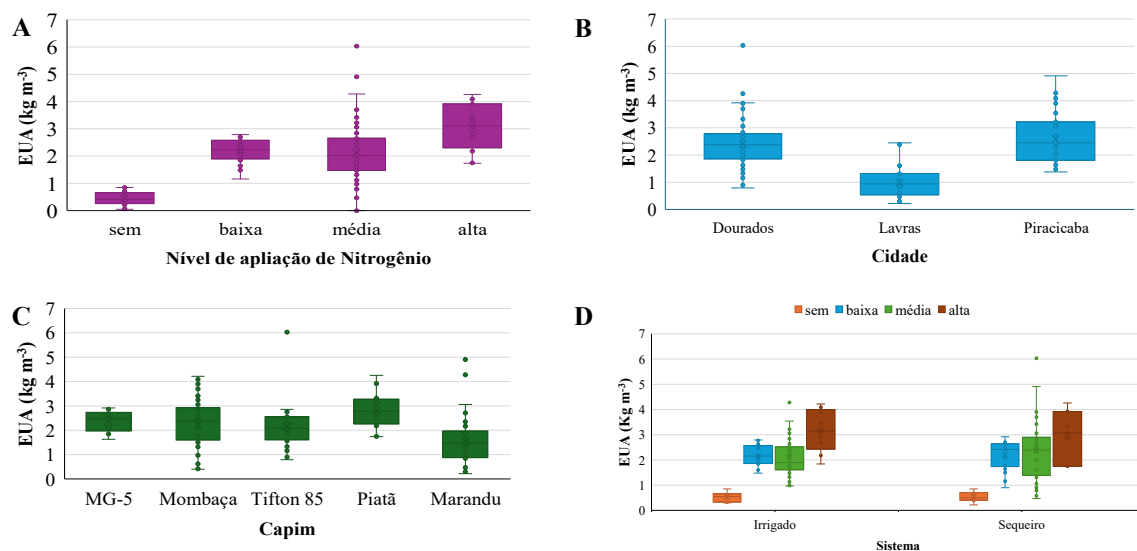 A
EUA (kg m-3)
7
6
5
4
3
2
1
0
sem baixa média alta
Nível de apliação de Nitrogênio
B
EUA (kg m-3)
7
6
5
4
3
2
1
0
Dourados Lavras Piracicaba
Cidade
C
EUA (kg m-3)
7
6
5
4
3
2
1
0
MG-5 Mombaça Tifton 85 Piatã Marandu
Capim
D
sem baixa média alta
EUA (Kg m-3)
7
6
5
4
3
2
1
0
Irrigado Sequeiro
Sistema